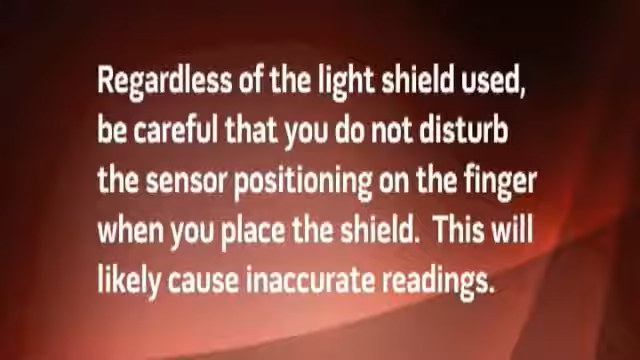 Regardless of the light shield used,
be careful that you do not disturb
the sensor positioning on the finger
when you place the shield.  This will
likely cause inaccurate readings.